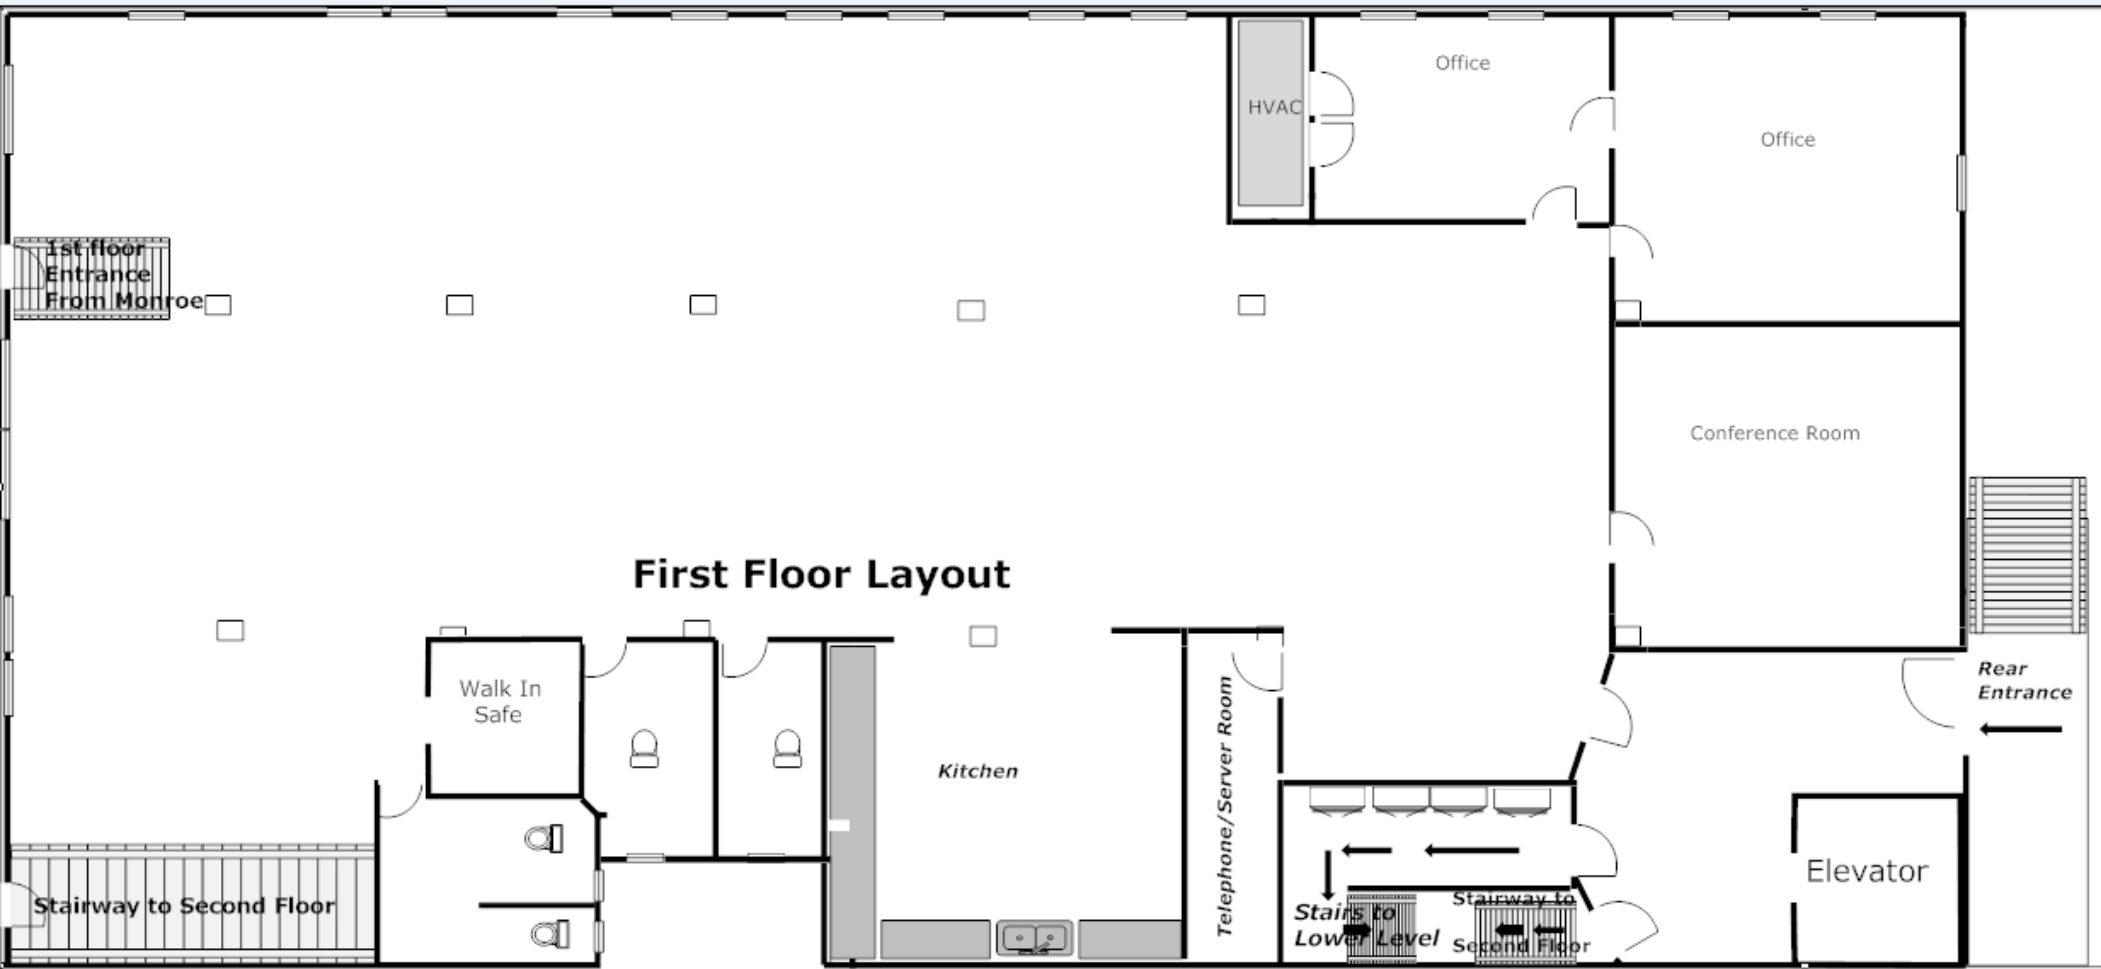 Office
HVAC
Office
1st floor
Entrance
From Monroe
Conference Room
First Floor Layout
Walk In
Safe
Rear
Entrance
Kitchen
Telephone/Server Room
Elevator
Stairway to Second Floor
Stairs to
Lower Level
Stairway to
Second Floor